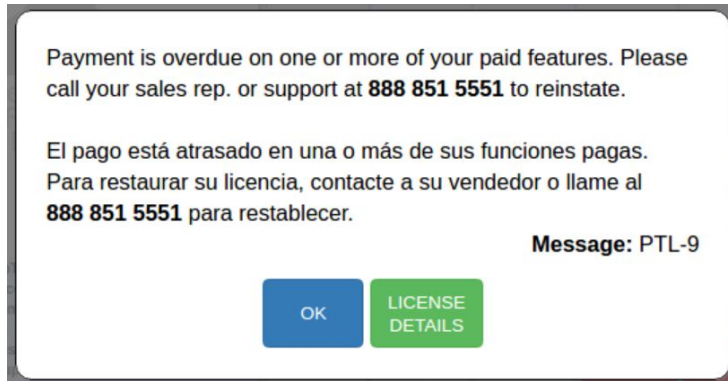 Payment is overdue on one or more of your paid features. Please
call your sales rep. or support at 888 851 5551 to reinstate.
El pago está atrasado en una o más de sus funciones pagas.
Para restaurar su licencia, contacte a su vendedor o llame al
888 851 5551 para restablecer.
Message: PTL-9
OK
LICENSE
DETAILS